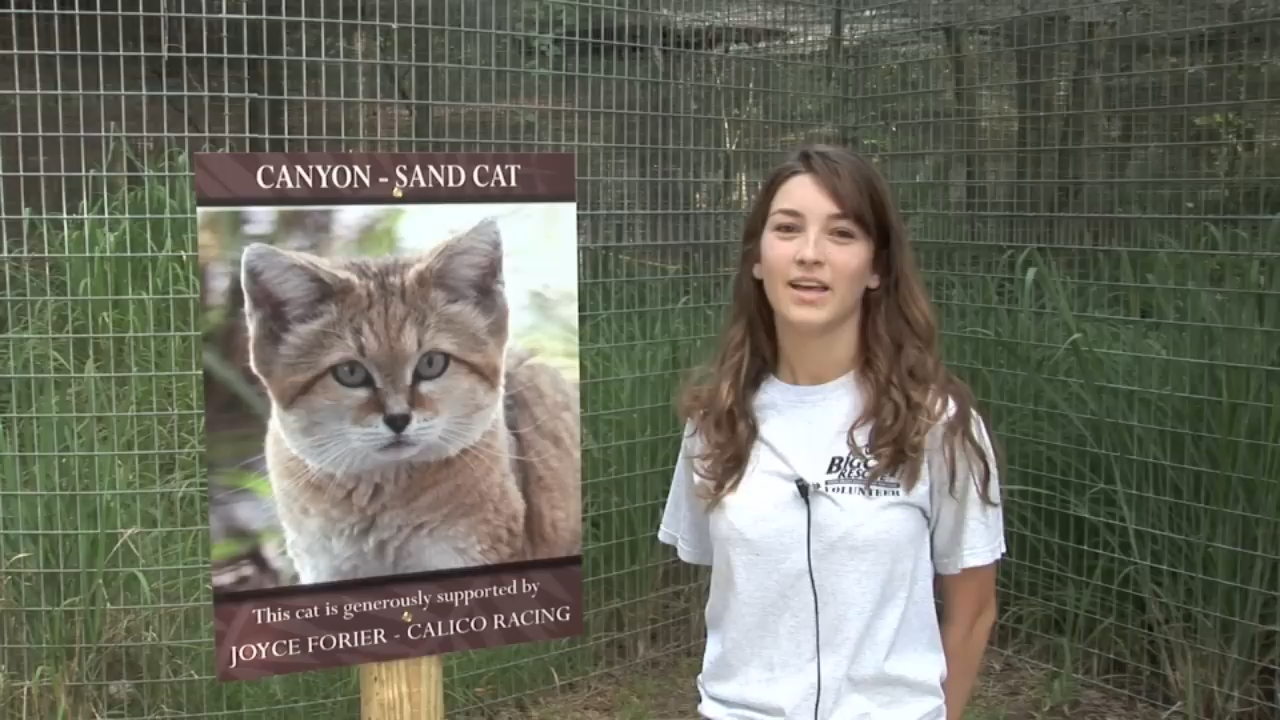 CANYON - SAND CAT
This cat is generously supported by
JOYCE FORIER - CALICO RACING
VOLUNTEER